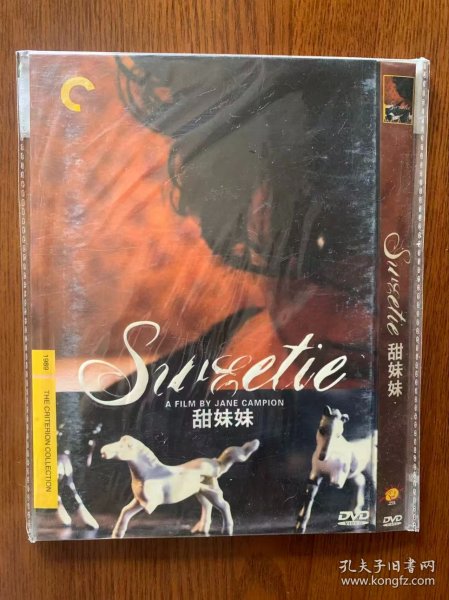 Sweetie
A FILM BY JANE CAMPION
甜妹妹
1989
THE CRITERION COLLECTION
DVD
VIDEO
Sweetie
甜妹妹
DVD
孔夫子旧书网
www.kongfz.com